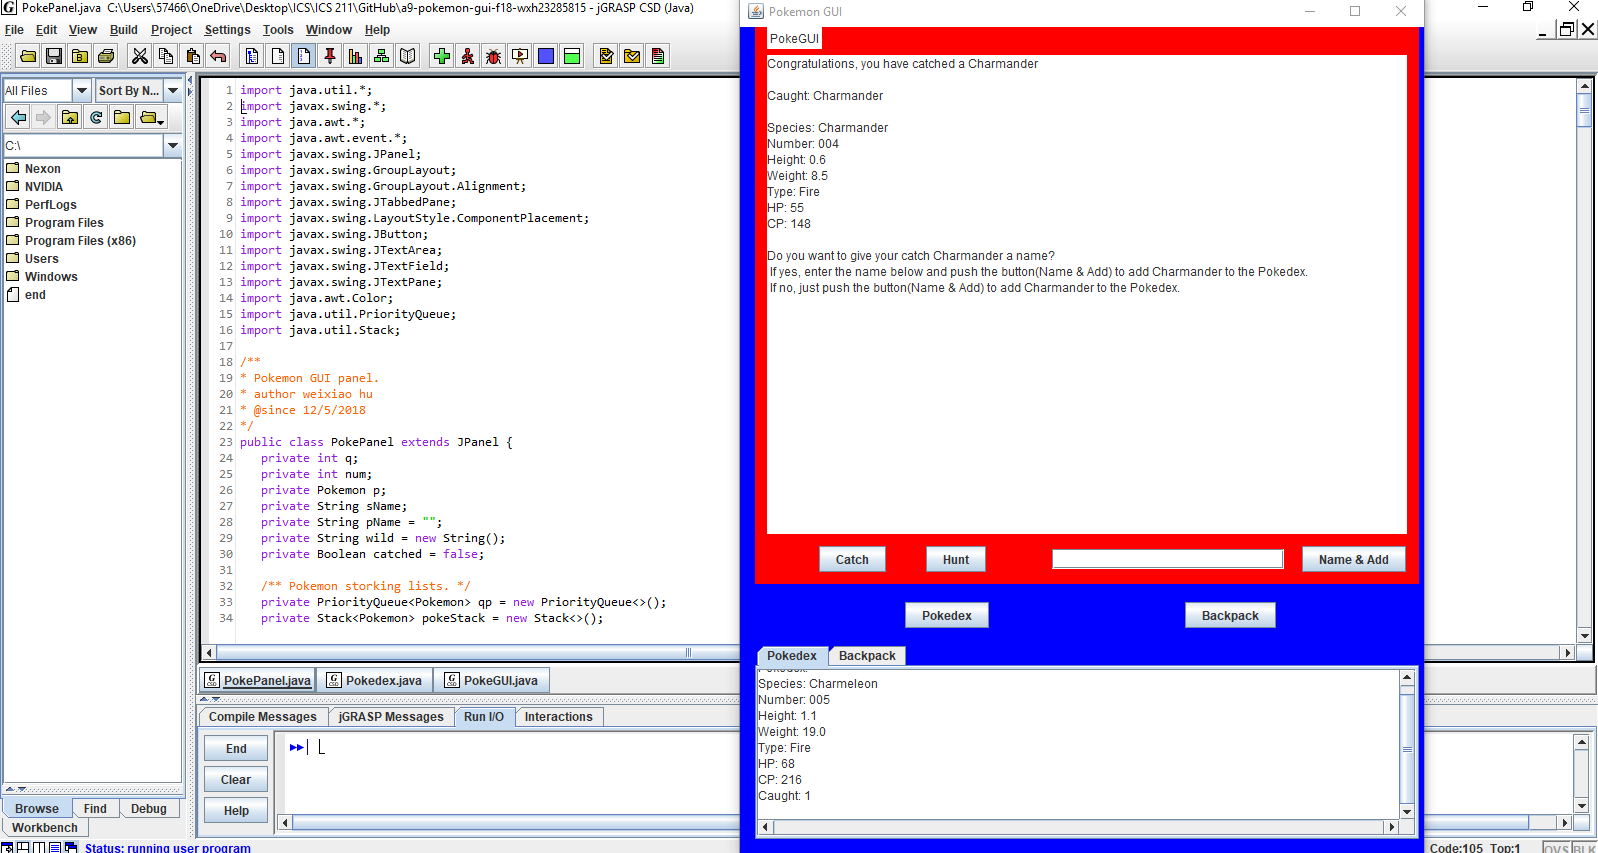 PokePanel.java  C:\Users\57466\OneDrive\Desktop\ICS\ICS 211\GitHub\a9-pokemon-gui-f18-wxh23285815 - jGRASP CSD (Java)
File Edit View Build Project Settings Tools Window Help
All Files Sort By N...
C:\
Nexon
NVIDIA
PerfLogs
Program Files
Program Files (x86)
Users
Windows
end
Browse Find Debug
Workbench
1 import java.util.*;
2 import javax.swing.*;
3 import java.awt.*;
4 import java.awt.event.*;
5 import javax.swing.JPanel;
6 import javax.swing.GroupLayout;
7 import javax.swing.GroupLayout.Alignment;
8 import javax.swing.JTabbedPane;
9 import javax.swing.LayoutStyle.ComponentPlacement;
10 import javax.swing.JButton;
11 import javax.swing.JTextArea;
12 import javax.swing.JTextField;
13 import javax.swing.JTextPane;
14 import java.awt.Color;
15 import java.util.PriorityQueue;
16 import java.util.Stack;
17
18 /**
19 * Pokemon GUI panel.
20 * author weixiao hu
21 * @since 12/5/2018
22 */
23 public class PokePanel extends JPanel {
24 private int q;
25 private int num;
26 private Pokemon p;
27 private String sName;
28 private String pName = "";
29 private String wild = new String();
30 private Boolean catched = false;
31
32 /** Pokemon storking lists. */
33 private PriorityQueue<Pokemon> qp = new PriorityQueue<>();
34 private Stack<Pokemon> pokeStack = new Stack<>();
PokePanel.java Pokedex.java PokeGUI.java
Compile Messages jGRASP Messages Run I/O Interactions
End
Clear
Help
Pokemon GUI
PokeGUI
Congratulations, you have catched a Charmander
Caught: Charmander
Species: Charmander
Number: 004
Height: 0.6
Weight: 8.5
Type: Fire
HP: 55
CP: 148
Do you want to give your catch Charmander a name?
If yes, enter the name below and push the button(Name & Add) to add Charmander to the Pokedex.
If no, just push the button(Name & Add) to add Charmander to the Pokedex.
Catch Hunt Name & Add
Pokedex Backpack
Pokedex Backpack
Pokedex:
Species: Charmeleon
Number: 005
Height: 1.1
Weight: 19.0
Type: Fire
HP: 68
CP: 216
Caught: 1
Status: running user program
Code:105 Top:1 OVS BLK